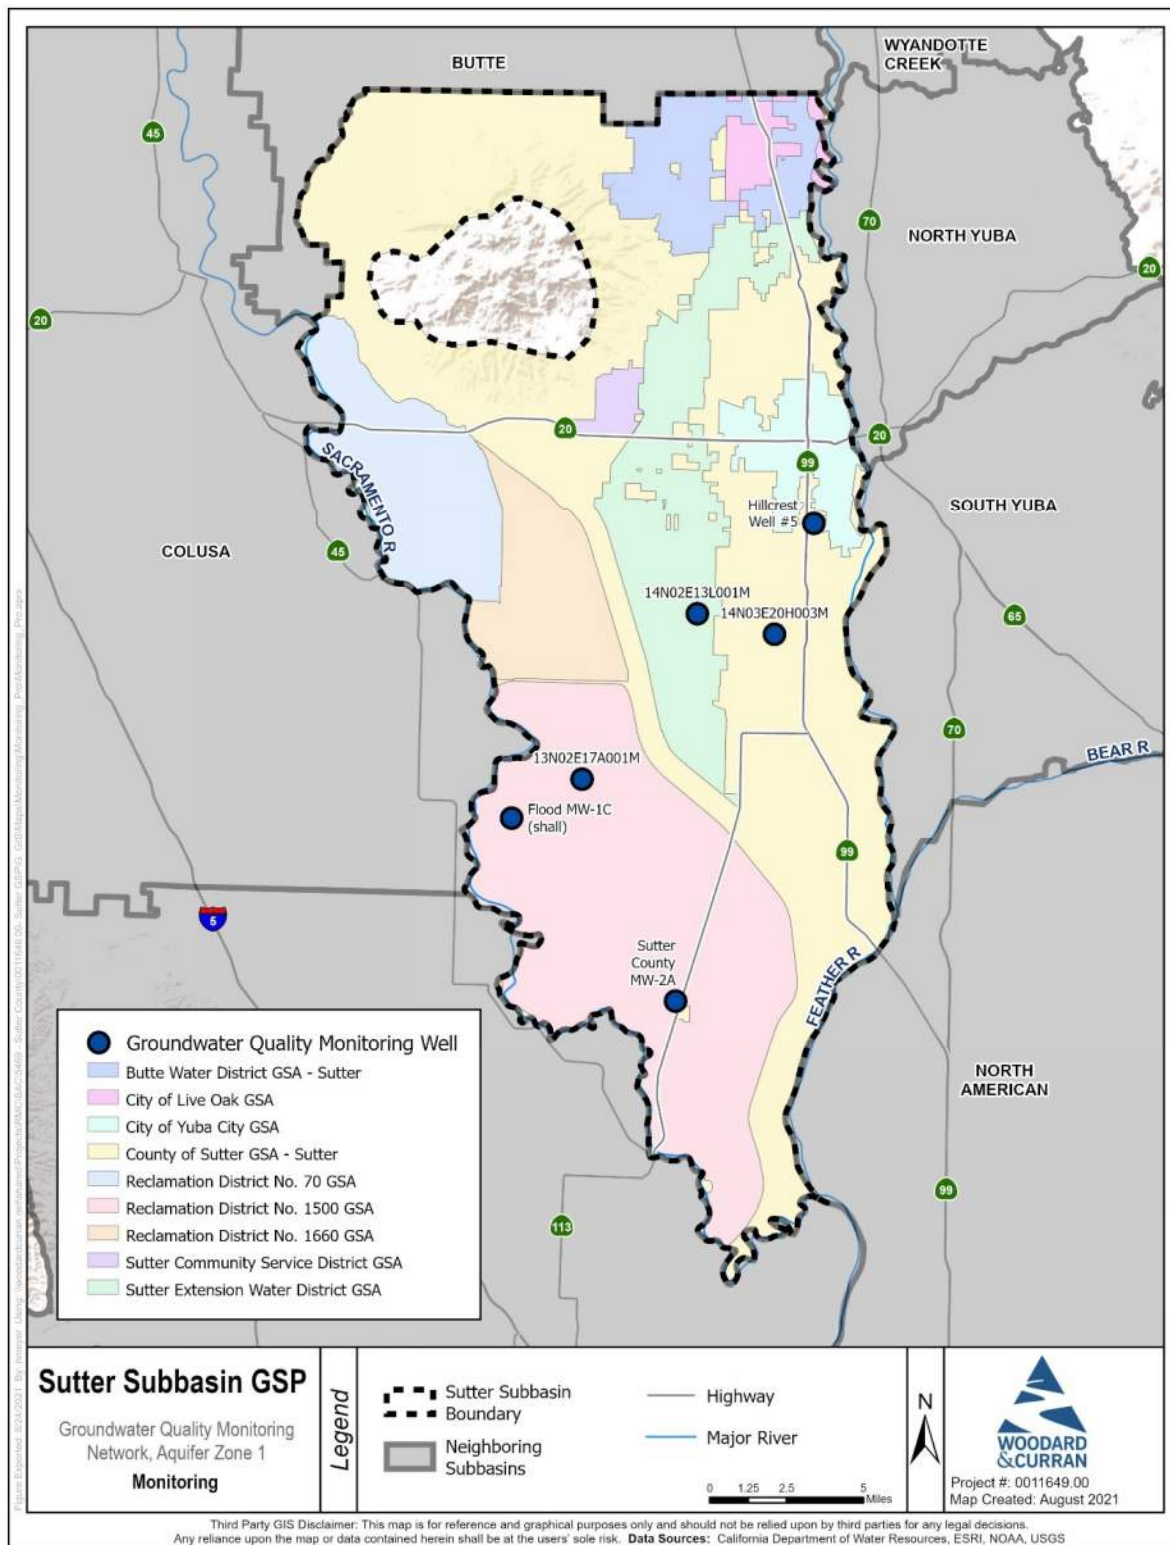 BUTTE
WYANDOTTE
CREEK
45
70
NORTH YUBA
20
20
20
20
SACRAMENTO R
99
Hillcrest
Well #5
SOUTH YUBA
COLUSA
45
14N02E13L001M
14N03E20H003M
65
70
BEAR R
13N02E17A001M
Flood MW-1C
(shall)
99
5
Sutter
County
MW-2A
FEATHER R
NORTH
AMERICAN
99
113
Groundwater Quality Monitoring Well
Butte Water District GSA - Sutter
City of Live Oak GSA
City of Yuba City GSA
County of Sutter GSA - Sutter
Reclamation District No. 70 GSA
Reclamation District No. 1500 GSA
Reclamation District No. 1660 GSA
Sutter Community Service District GSA
Sutter Extension Water District GSA
Sutter Subbasin GSP
Groundwater Quality Monitoring
Network, Aquifer Zone 1
Monitoring
Legend
Sutter Subbasin
Boundary
Neighboring
Subbasins
Highway
Major River
0 1.25 2.5 5
Miles
N
WOODARD
&CURRAN
Project #: 0011649.00
Map Created: August 2021
Third Party GIS Disclaimer: This map is for reference and graphical purposes only and should not be relied upon by third parties for any legal decisions.
Any reliance upon the map or data contained herein shall be at the users' sole risk. Data Sources: California Department of Water Resources, ESRI, NOAA, USGS